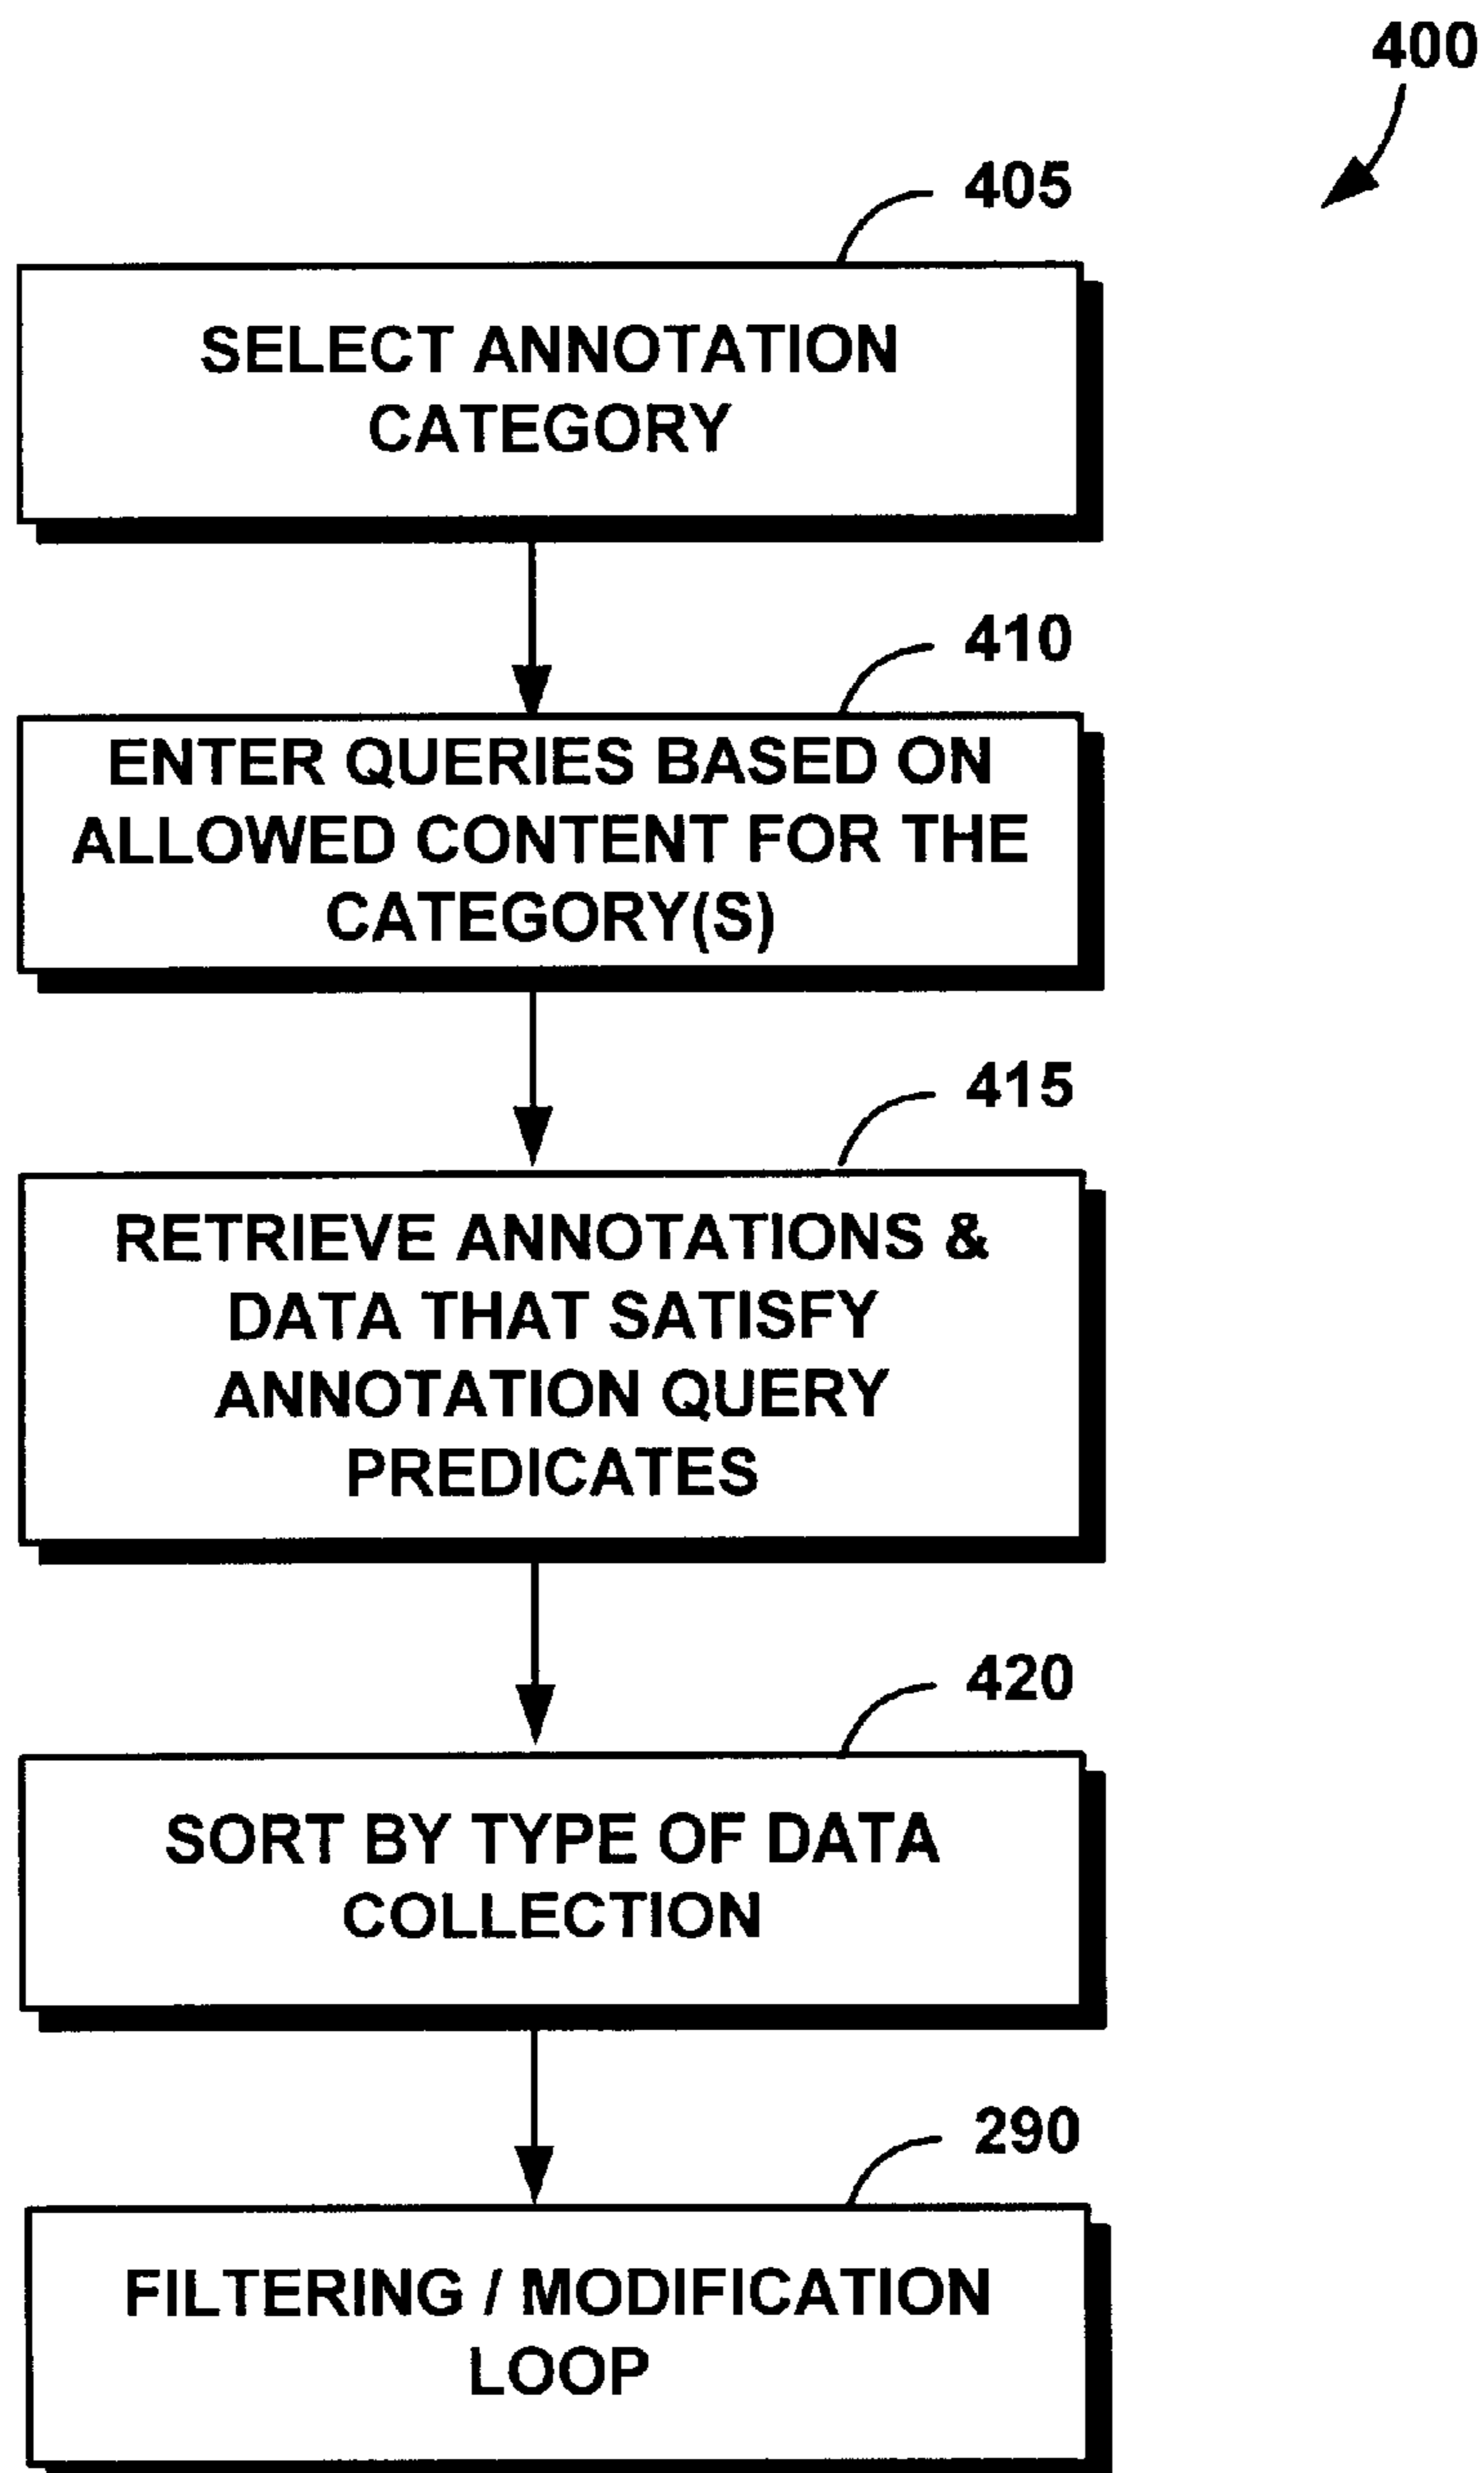 400
405
SELECT ANNOTATION
CATEGORY
410
ENTER QUERIES BASED ON
ALLOWED CONTENT FOR THE
CATEGORY(S)
415
RETRIEVE ANNOTATIONS &
DATA THAT SATISFY
ANNOTATION QUERY
PREDICATES
420
SORT BY TYPE OF DATA
COLLECTION
290
FILTERING / MODIFICATION
LOOP